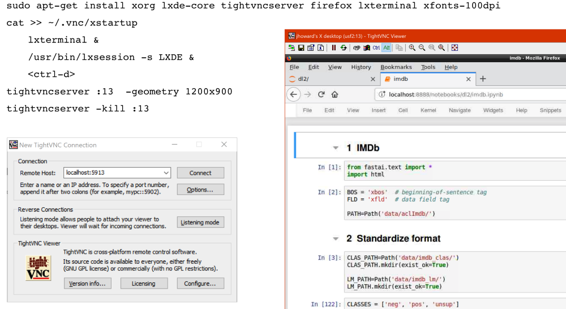 sudo apt-get install xorg lxde-core tightvncserver firefox lxterminal xfonts-100dpi
cat >> ~/.vnc/xstartup
lxterminal &
/usr/bin/lxsession -s LXDE &
<ctrl-d>
tightvncserver :13 -geometry 1200x900
tightvncserver -kill :13
New TightVNC Connection
Connection
Remote Host: localhost:5913 Connect
Enter a name or an IP address. To specify a port number,
append it after two colons (for example, mypc::5902).
Options...
Reverse Connections
Listening mode allows people to attach your viewer to
their desktops. Viewer will wait for incoming connections.
Listening mode
TightVNC Viewer
tight VNC
TightVNC is cross-platform remote control software.
Its source code is available to everyone, either freely
(GNU GPL license) or commercially (with no GPL restrictions).
Version info... Licensing Configure...
jhoward's X desktop (usf2:13) - TightVNC Viewer
imdb - Mozilla Firefox
File Edit View History Bookmarks Tools Help
dl2/ imdb
localhost:8888/notebooks/dl2/imdb.ipynb
File Edit View Insert Cell Kernel Navigate Widgets Help Snippets
1 IMDb
In [1]: from fastai.text import *
import html
In [2]: BOS = 'xbos' # beginning-of-sentence tag
FLD = 'xfld' # data field tag
PATH=Path('data/aclImdb/')
2 Standardize format
In [3]: CLAS_PATH=Path('data/imdb_clas/')
CLAS_PATH.mkdir(exist_ok=True)
LM_PATH=Path('data/imdb_lm/')
LM_PATH.mkdir(exist_ok=True)
In [122]: CLASSES = ['neg', 'pos', 'unsup']